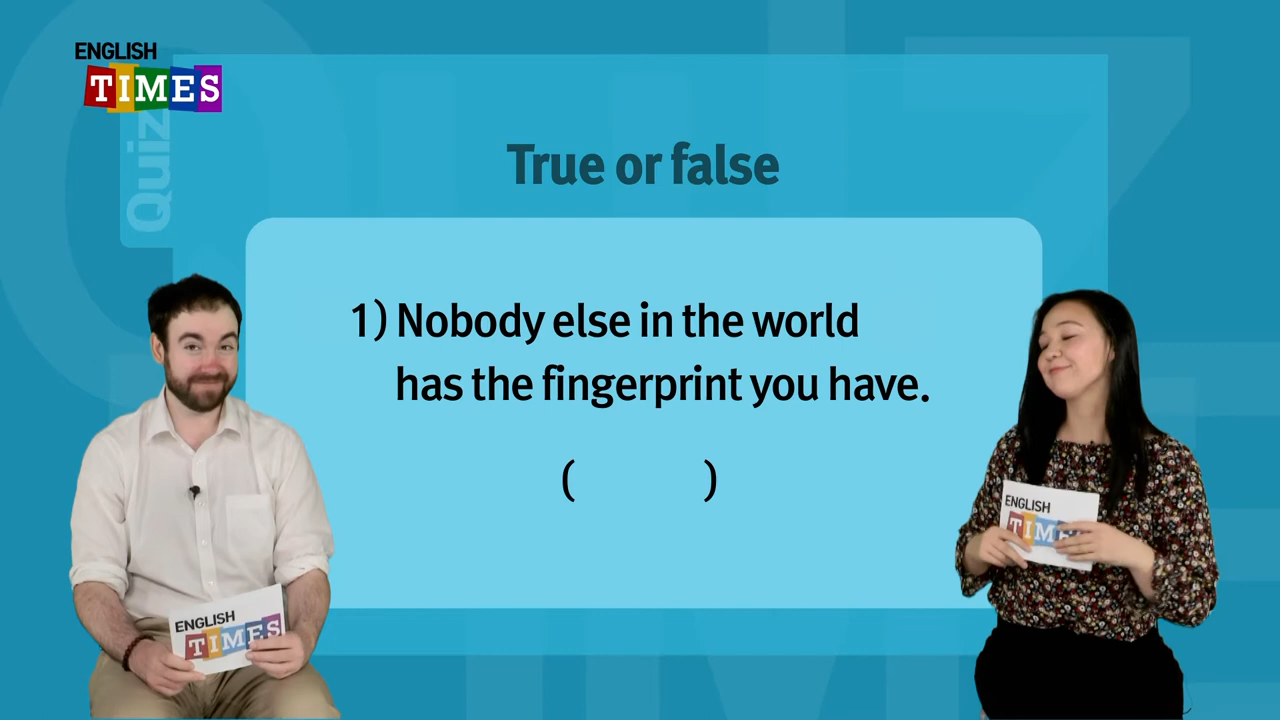 ENGLISH
TIMES
Quiz
True or false
1) Nobody else in the world
has the fingerprint you have.
( )
ENGLISH
TIMES
ENGLISH
TIMES